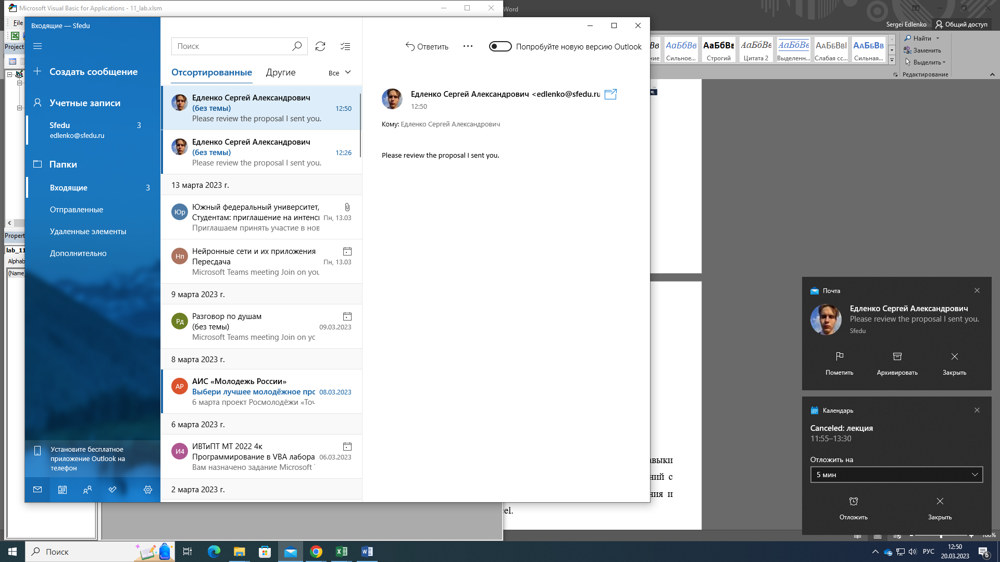 Microsoft Visual Basic for Applications - 11_lab.xlsm
Word
File
Sergei Edlenko
Общий доступ
Входящие — Sfedu
Project
Создать сообщение
Учетные записи
Sfedu 3
edlenko@sfedu.ru
Папки
Входящие 3
Отправленные
Удаленные элементы
Дополнительно
Установите бесплатное
приложение Outlook на
телефон
lab_11
(Name)
Поиск
Отсортированные Другие Все
Едленко Сергей Александрович
(без темы) 12:50
Please review the proposal I sent you.
Едленко Сергей Александрович
(без темы) 12:26
Please review the proposal I sent you.
13 марта 2023 г.
Юр
Южный федеральный университет,
Студентам: приглашение на интенс Пн, 13.03
Приглашаем принять участие в нов
Нп
Нейронные сети и их приложения
Пересдача Пн, 13.03
Microsoft Teams meeting Join on you
9 марта 2023 г.
Рд
Разговор по душам
(без темы) 09.03.2023
Microsoft Teams meeting Join on yo
8 марта 2023 г.
АР
АИС «Молодежь России»
Выбери лучшее молодёжное про 08.03.2023
6 марта проект Росмолодёжи «Точ
6 марта 2023 г.
И4
ИВТиПТ МТ 2022 4к
Программирование в VBA лабора 06.03.2023
Вам назначено задание Microsoft
2 марта 2023 г.
Ответить
Попробуйте новую версию Outlook
Едленко Сергей Александрович <edlenko@sfedu.ru
12:50
Кому: Едленко Сергей Александрович
Please review the proposal I sent you.
АаБбВв АаБбВв АаБбВв АаБбВв АаБбВвІ АаБбВв
Сильное... Строгий Цитата 2 Выделенн... Слабая сс... Сильная...
Найти
Заменить
Выделить
Редактирование
авыки
ний с
ния и
cel.
Почта
Едленко Сергей Александрович
Please review the proposal I sent you.
Sfedu
Пометить Архивировать Закрыть
Календарь
Canceled: лекция
11:55–13:30
Отложить на
5 мин
Отложить Закрыть
100%
Поиск
РУС
12:50
20.03.2023
6